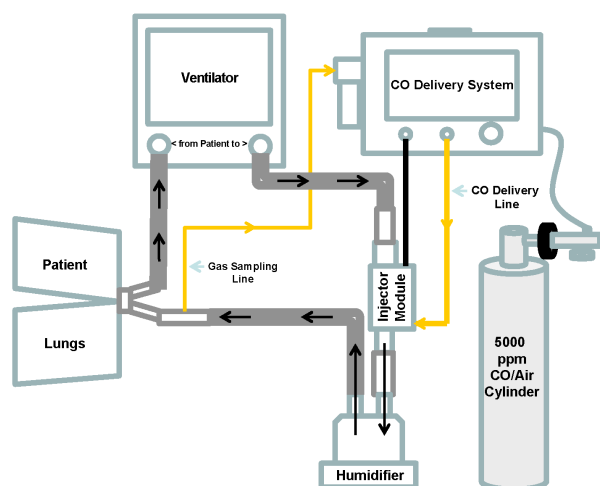 Ventilator
< from Patient to >
CO Delivery System
CO Delivery
Line
Patient
Lungs
Gas Sampling
Line
Injector
Module
5000
ppm
CO/Air
Cylinder
Humidifier